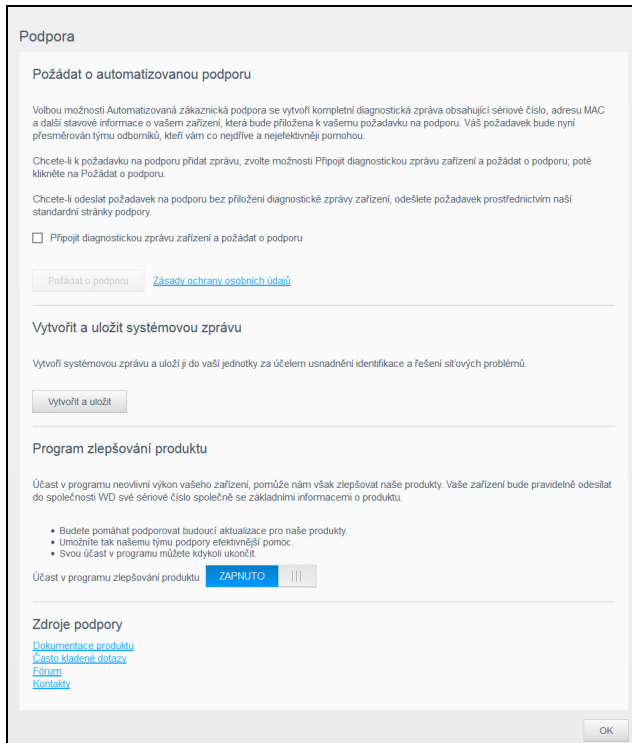 Podpora
Požádat o automatizovanou podporu
Volbou možnosti Automatizovaná zákaznická podpora se vytvoří kompletní diagnostická zpráva obsahující sériové číslo, adresu MAC
a další stavové informace o vašem zařízení, která bude přiložena k vašemu požadavku na podporu. Váš požadavek bude nyní
přesměrován týmu odborníků, kteří vám co nejdříve a nejefektivněji pomohou.
Chcete-li k požadavku na podporu přidat zprávu, zvolte možnosti Připojit diagnostickou zprávu zařízení a požádat o podporu; poté
klikněte na Požádat o podporu.
Chcete-li odeslat požadavek na podporu bez přiložení diagnostické zprávy zařízení, odešlete požadavek prostřednictvím naší
standardní stránky podpory.
Připojit diagnostickou zprávu zařízení a požádat o podporu
Požádat o podporu Zásady ochrany osobních údajů
Vytvořit a uložit systémovou zprávu
Vytvoří systémovou zprávu a uloží ji do vaší jednotky za účelem usnadnění identifikace a řešení síťových problémů.
Vytvořit a uložit
Program zlepšování produktu
Účast v programu neovlivní výkon vašeho zařízení, pomůže nám však zlepšovat naše produkty. Vaše zařízení bude pravidelně odesílat
do společnosti WD své sériové číslo společně se základními informacemi o produktu.
• Budete pomáhat podporovat budoucí aktualizace pro naše produkty.
• Umožníte tak našemu týmu podpory efektivnější pomoc.
• Svou účast v programu můžete kdykoli ukončit.
Účast v programu zlepšování produktu ZAPNUTO
Zdroje podpory
Dokumentace produktu
Často kladené dotazy
Fórum
Kontakty
OK